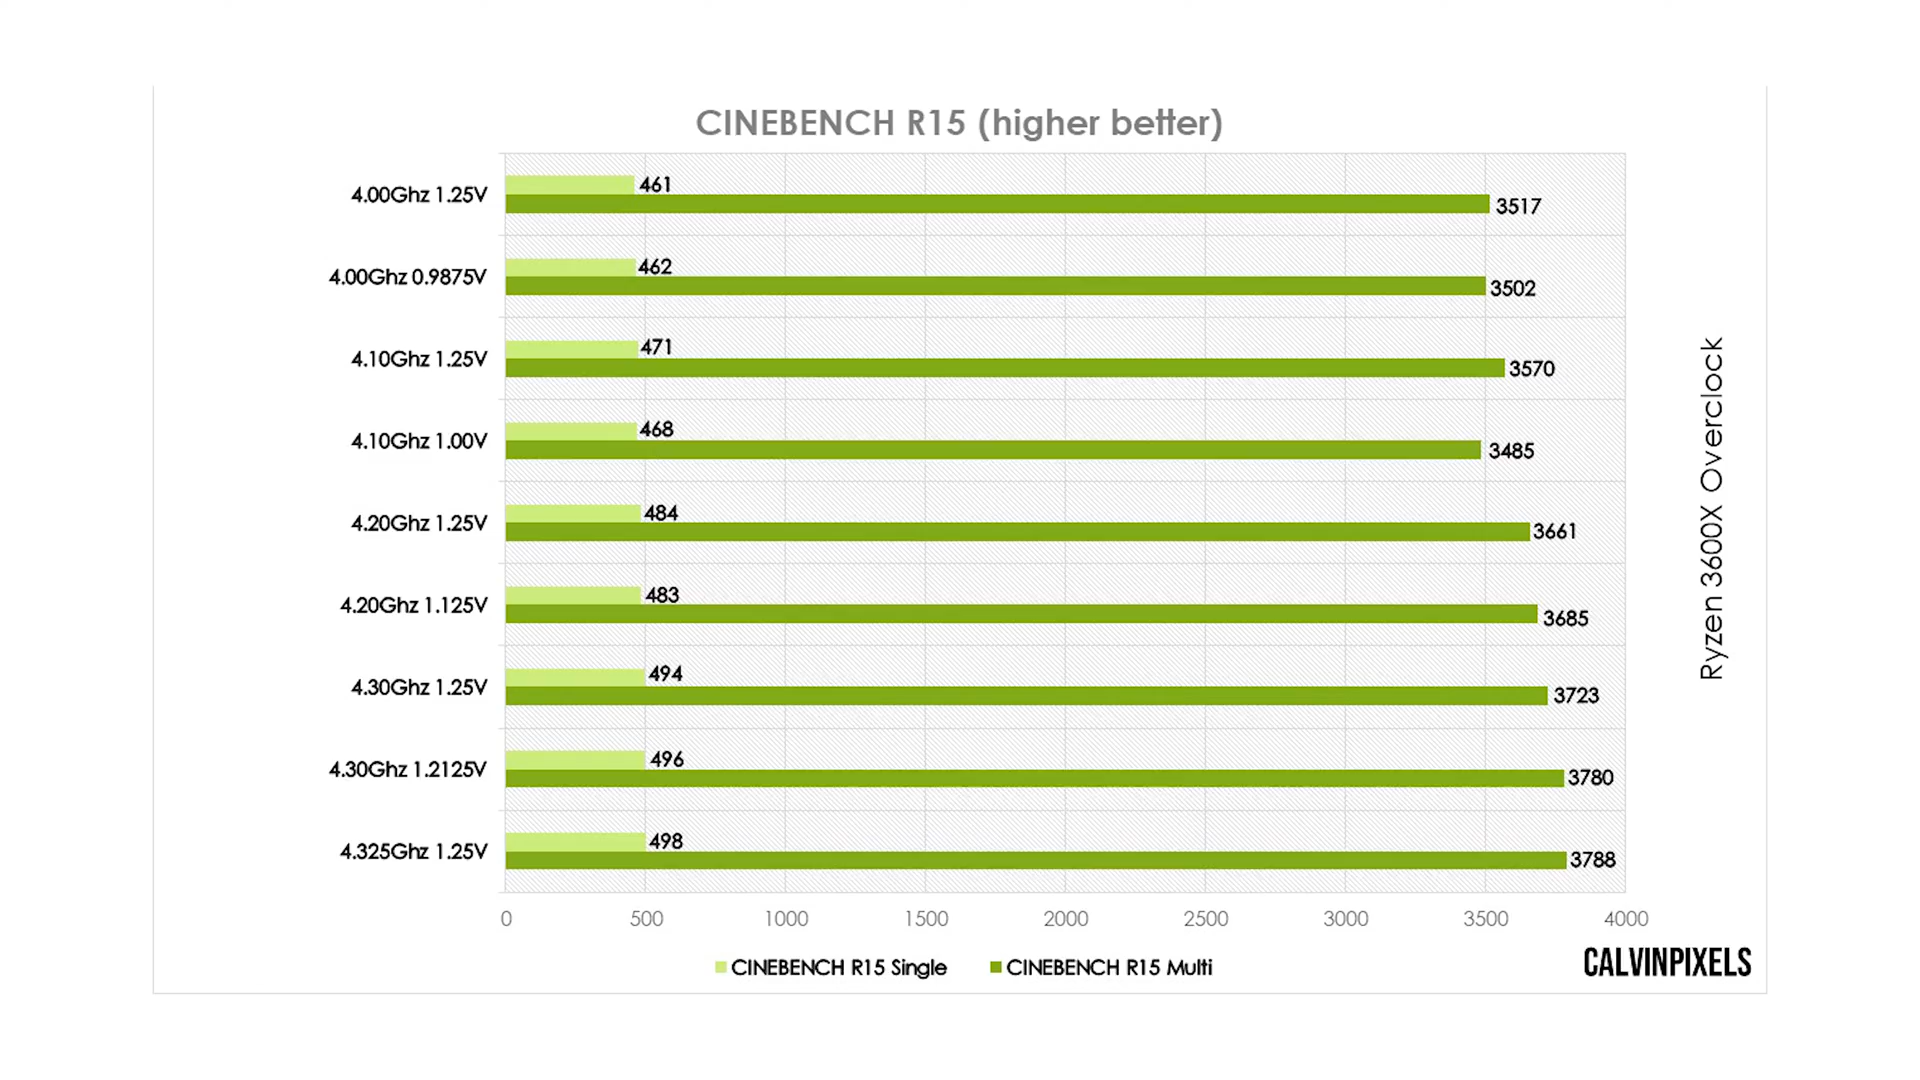 CINEBENCH R15 (higher better)
4.00Ghz 1.25V
461
3517
4.00Ghz 0.9875V
462
3502
4.10Ghz 1.25V
471
3570
4.10Ghz 1.00V
468
3485
4.20Ghz 1.25V
484
3661
4.20Ghz 1.125V
483
3685
4.30Ghz 1.25V
494
3723
4.30Ghz 1.2125V
496
3780
4.325Ghz 1.25V
498
3788
0 500 1000 1500 2000 2500 3000 3500 4000
CINEBENCH R15 Single CINEBENCH R15 Multi
Ryzen 3600X Overclock
CALVINPIXELS